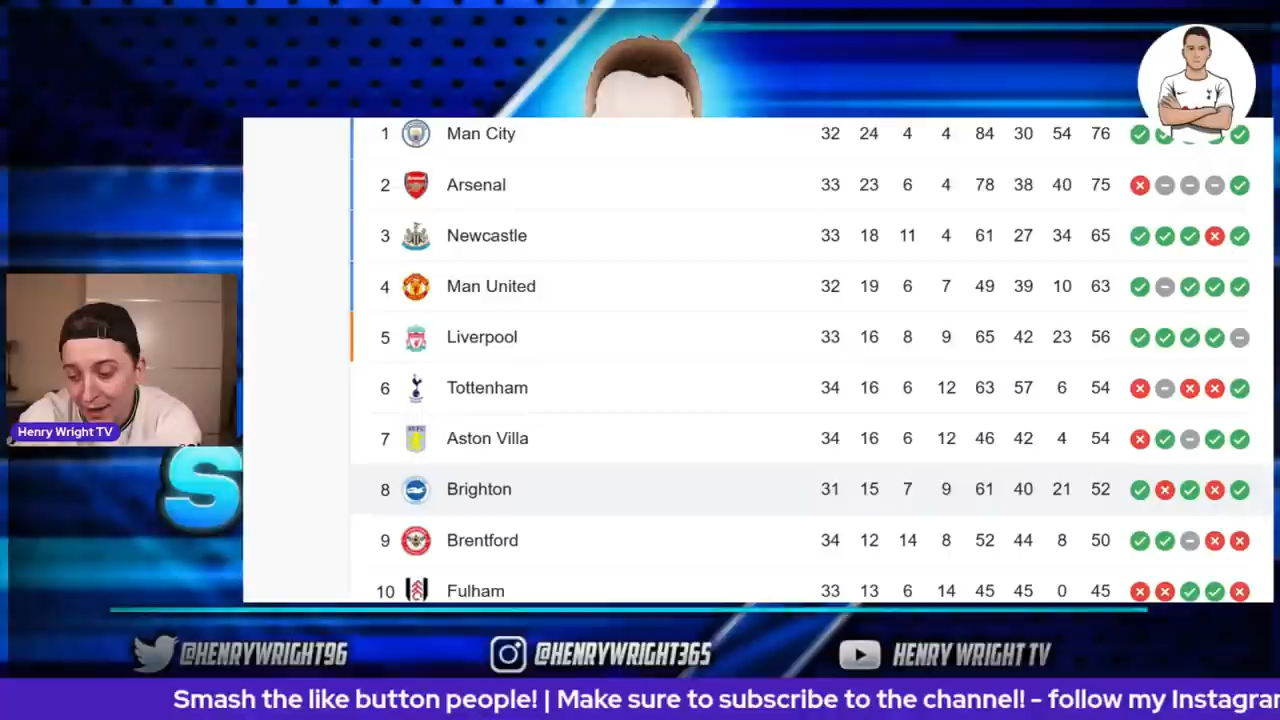 1 Man City 32 24 4 4 84 30 54 76
2 Arsenal 33 23 6 4 78 38 40 75
3 Newcastle 33 18 11 4 61 27 34 65
4 Man United 32 19 6 7 49 39 10 63
5 Liverpool 33 16 8 9 65 42 23 56
6 Tottenham 34 16 6 12 63 57 6 54
7 Aston Villa 34 16 6 12 46 42 4 54
8 Brighton 31 15 7 9 61 40 21 52
9 Brentford 34 12 14 8 52 44 8 50
10 Fulham 33 13 6 14 45 45 0 45
Henry Wright TV
S
@HENRYWRIGHT96 @HENRYWRIGHT365 HENRY WRIGHT TV
Smash the like button people! | Make sure to subscribe to the channel! - follow my Instagram